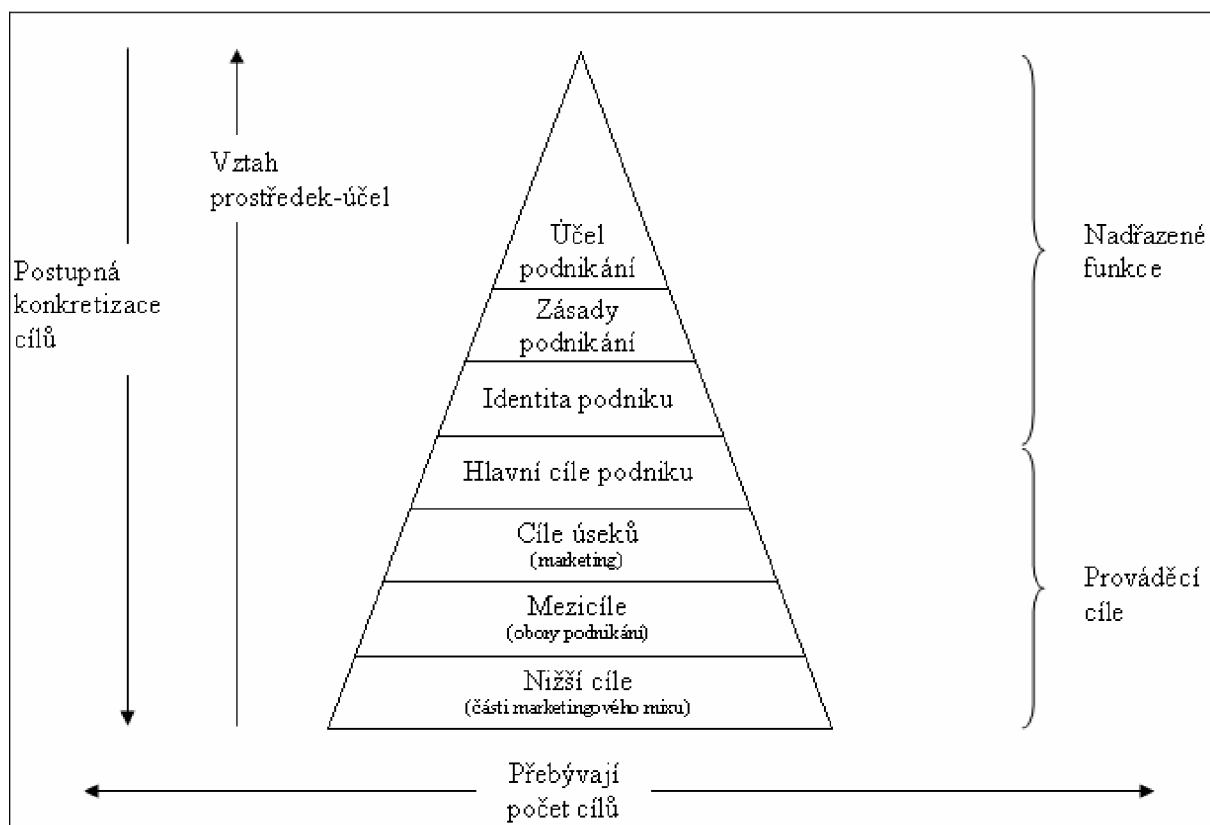 Vztah
prostředek-účel
Postupná
konkretizace
cílů
Účel
podnikání
Zásady
podnikání
Identita podniku
Hlavní cíle podniku
Cíle úseků
(marketing)
Mezicíle
(obory podnikání)
Nižší cíle
(části marketingového mixu)
Nadřazené
funkce
Prováděcí
cíle
Přebývají
počet cílů